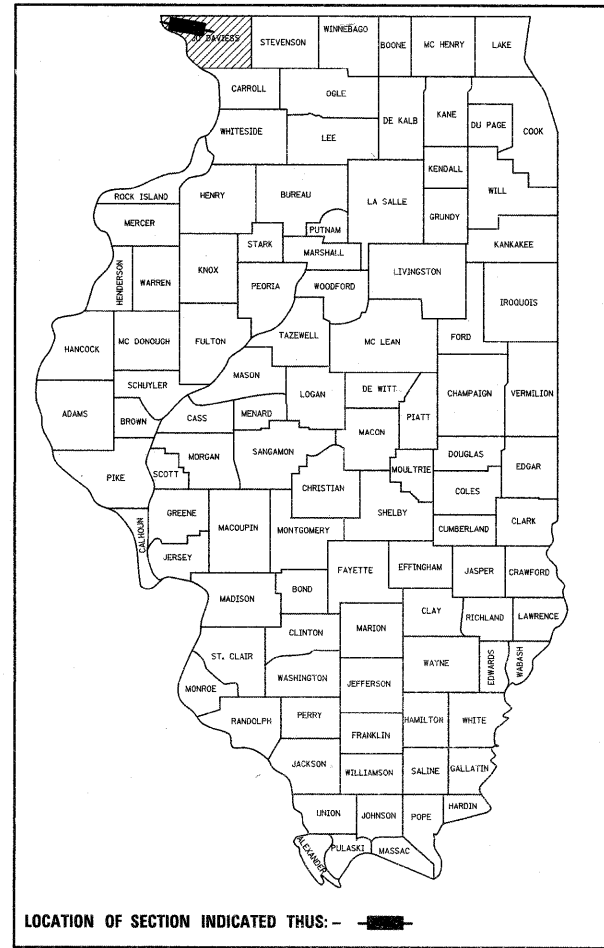 JO DAVIESS
STEVENSON
WINNEBAGO
BOONE
MC HENRY
LAKE
CARROLL
OGLE
DE KALB
KANE
DU PAGE
COOK
WHITESIDE
LEE
KENDALL
WILL
ROCK ISLAND
HENRY
BUREAU
LA SALLE
GRUNDY
MERCER
PUTNAM
STARK
MARSHALL
KANKAKEE
HENDERSON
WARREN
KNOX
PEORIA
WOODFORD
LIVINGSTON
IROQUOIS
HANCOCK
MC DONOUGH
FULTON
TAZEWELL
MC LEAN
FORD
SCHUYLER
MASON
LOGAN
DE WITT
CHAMPAIGN
VERMILION
ADAMS
BROWN
CASS
MENARD
MACON
PIATT
PIKE
SCOTT
MORGAN
SANGAMON
CHRISTIAN
MOULTRIE
DOUGLAS
EDGAR
COLES
CALHOUN
GREENE
MACOUPIN
MONTGOMERY
SHELBY
CUMBERLAND
CLARK
JERSEY
FAYETTE
EFFINGHAM
JASPER
CRAWFORD
MADISON
BOND
CLAY
RICHLAND
LAWRENCE
CLINTON
MARION
ST. CLAIR
WAYNE
EDWARDS
WABASH
MONROE
WASHINGTON
JEFFERSON
RANDOLPH
PERRY
HAMILTON
WHITE
FRANKLIN
JACKSON
WILLIAMSON
SALINE
GALLATIN
UNION
JOHNSON
POPE
HARDIN
ALEXANDER
PULASKI
MASSAC
LOCATION OF SECTION INDICATED THUS: -